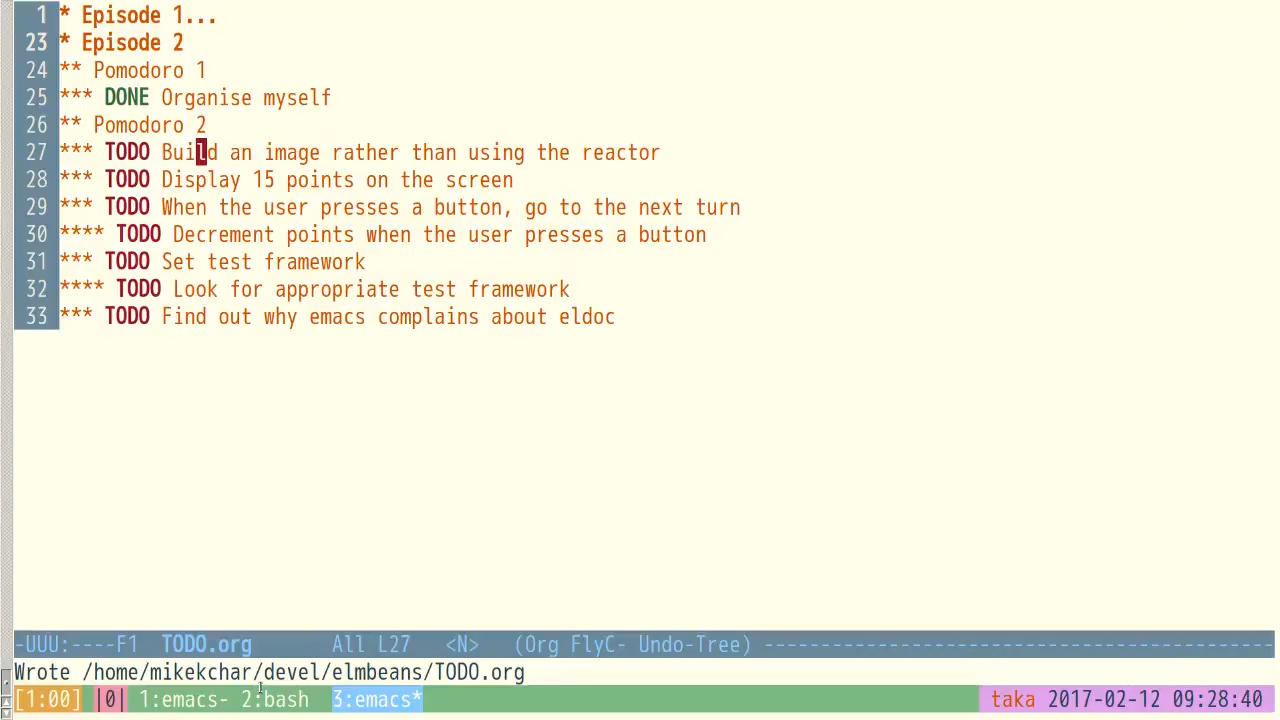 1 * Episode 1...
23 * Episode 2
24 ** Pomodoro 1
25 *** DONE Organise myself
26 ** Pomodoro 2
27 *** TODO Build an image rather than using the reactor
28 *** TODO Display 15 points on the screen
29 *** TODO When the user presses a button, go to the next turn
30 **** TODO Decrement points when the user presses a button
31 *** TODO Set test framework
32 **** TODO Look for appropriate test framework
33 *** TODO Find out why emacs complains about eldoc
-UUU:----F1 TODO.org All L27 <N> (Org FlyC- Undo-Tree) ----------------------------------------------
Wrote /home/mikekchar/devel/elmbeans/TODO.org
[1:00] |0| 1:emacs- 2:bash 3:emacs* taka 2017-02-12 09:28:40